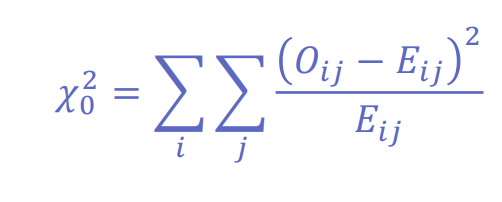 χ₀² = ∑ᵢ ∑ⱼ (Oᵢⱼ − Eᵢⱼ)² / Eᵢⱼ